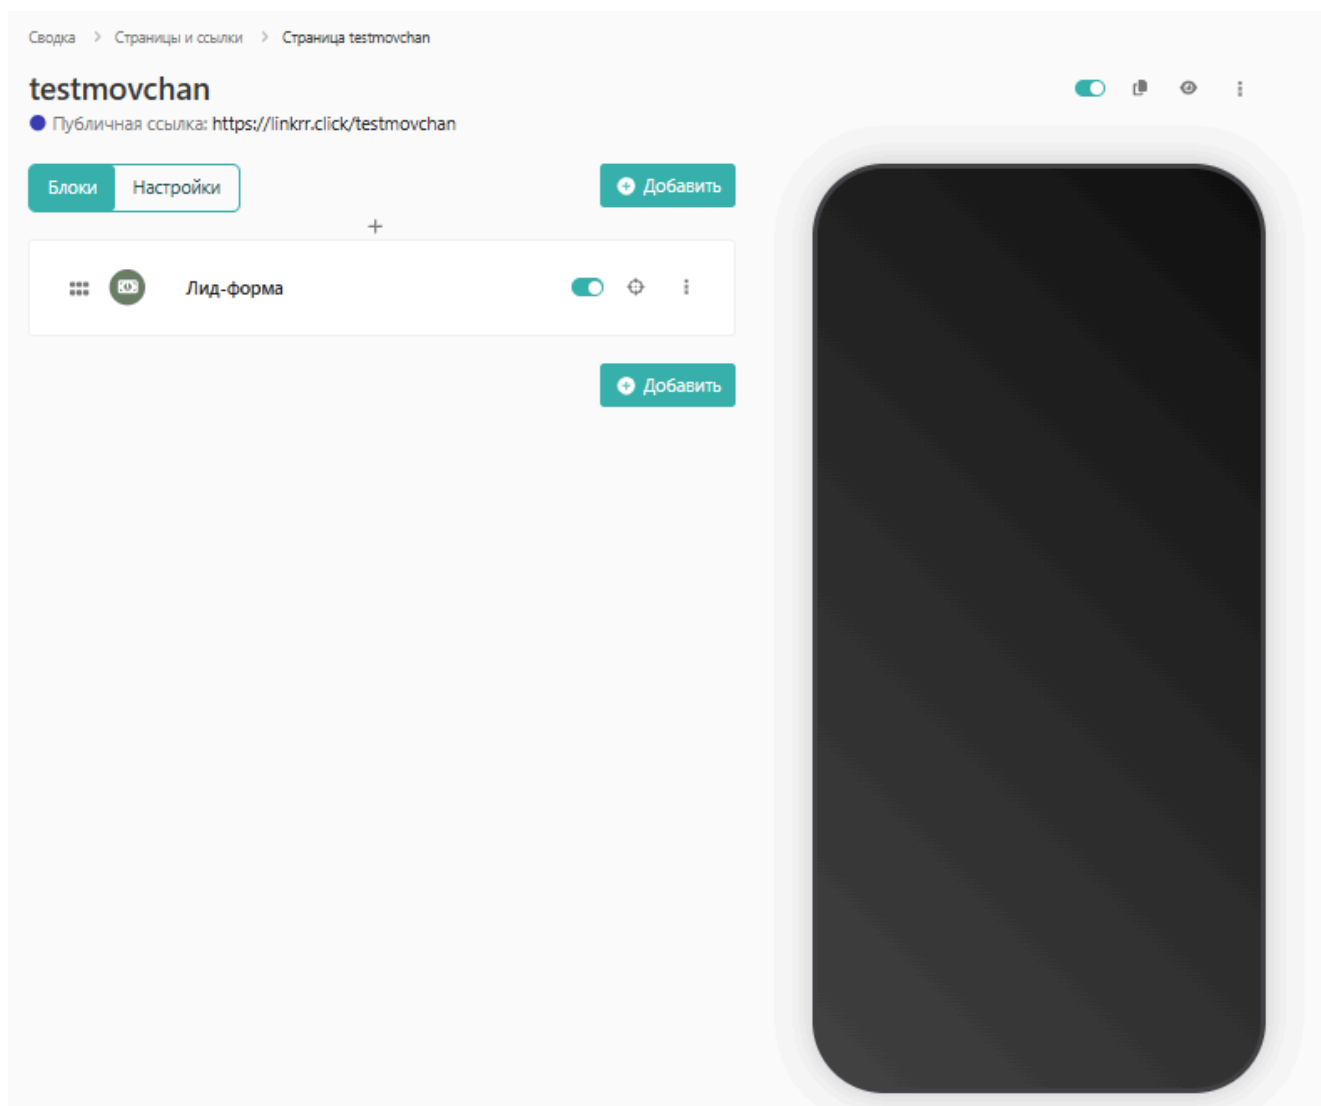 Сводка > Страницы и ссылки > Страница testmovchan
testmovchan
Публичная ссылка: https://linkrr.click/testmovchan
Блоки Настройки
Добавить
Лид-форма
Добавить